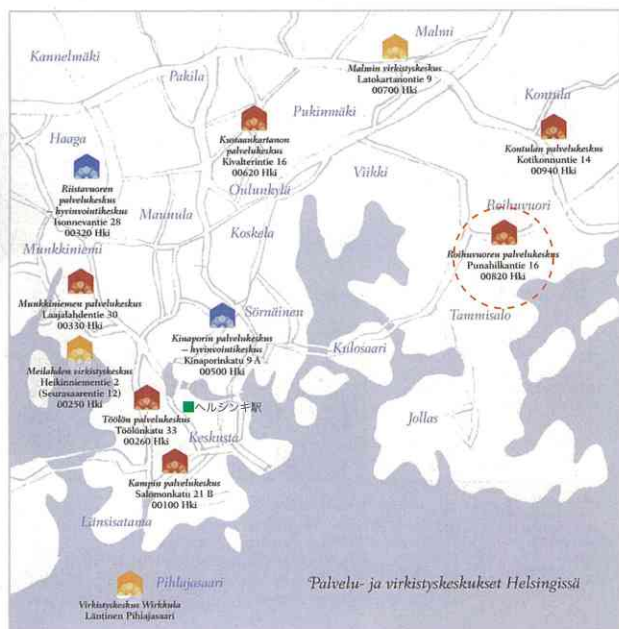 Malmi
Kannelmäki
Malmin virkistyskeskus
Latokartanontie 9
00700 Hki
Pakila
Kontula
Pukinmäki
Haaga
Kustaankartanon
palvelukeskus
Kivalterintie 16
00620 Hki
Kontulan palvelukeskus
Kotikonnuntie 14
00940 Hki
Riistavuoren
palvelukeskus
– hyvinvointikeskus
Isonnevantie 28
00320 Hki
Oulunkylä
Viikki
Maunula
Roihuvuori
Koskela
Munkkiniemi
Roihuvuoren palvelukeskus
Punahilkantie 16
00820 Hki
Munkkiniemen palvelukeskus
Laajalahdentie 30
00330 Hki
Sörnäinen
Tammisalo
Kinaporin palvelukeskus
– hyvinvointikeskus
Kinaporinkatu 9 A
00500 Hki
Kulosaari
Meilahden virkistyskeskus
Heikinniementie 2
(Seurasaarentie 12)
00250 Hki
ヘルシンキ駅
Töölön palvelukeskus
Töölönkatu 33
00260 Hki
Jollas
Keskusta
Kampin palvelukeskus
Salomonkatu 21 B
00100 Hki
Länsisatama
Pihlajasaari
Palvelu- ja virkistyskeskukset Helsingissä
Virkistyskeskus Wirkkula
Läntinen Pihlajasaari